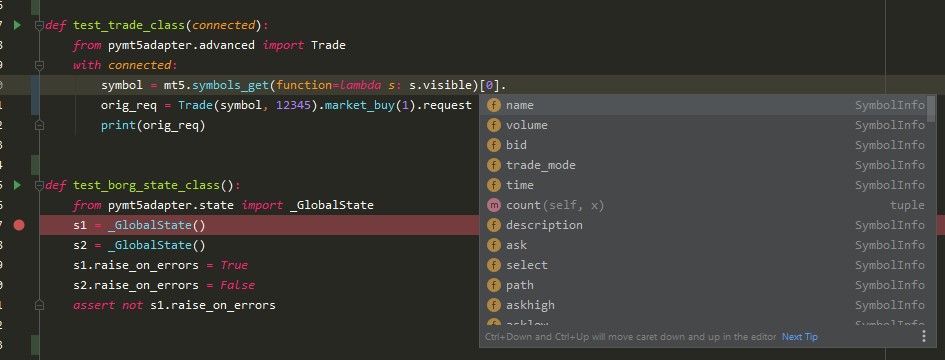 def test_trade_class(connected):
from pymt5adapter.advanced import Trade
with connected:
symbol = mt5.symbols_get(function=lambda s: s.visible)[0].
orig_req = Trade(symbol, 12345).market_buy(1).request
print(orig_req)
def test_borg_state_class():
from pymt5adapter.state import _GlobalState
s1 = _GlobalState()
s2 = _GlobalState()
s1.raise_on_errors = True
s2.raise_on_errors = False
assert not s1.raise_on_errors
f name SymbolInfo
f volume SymbolInfo
f bid SymbolInfo
f trade_mode SymbolInfo
f time SymbolInfo
m count(self, x) tuple
f description SymbolInfo
f ask SymbolInfo
f select SymbolInfo
f path SymbolInfo
f askhigh SymbolInfo
f asklow SymbolInfo
Ctrl+Down and Ctrl+Up will move caret down and up in the editor Next Tip